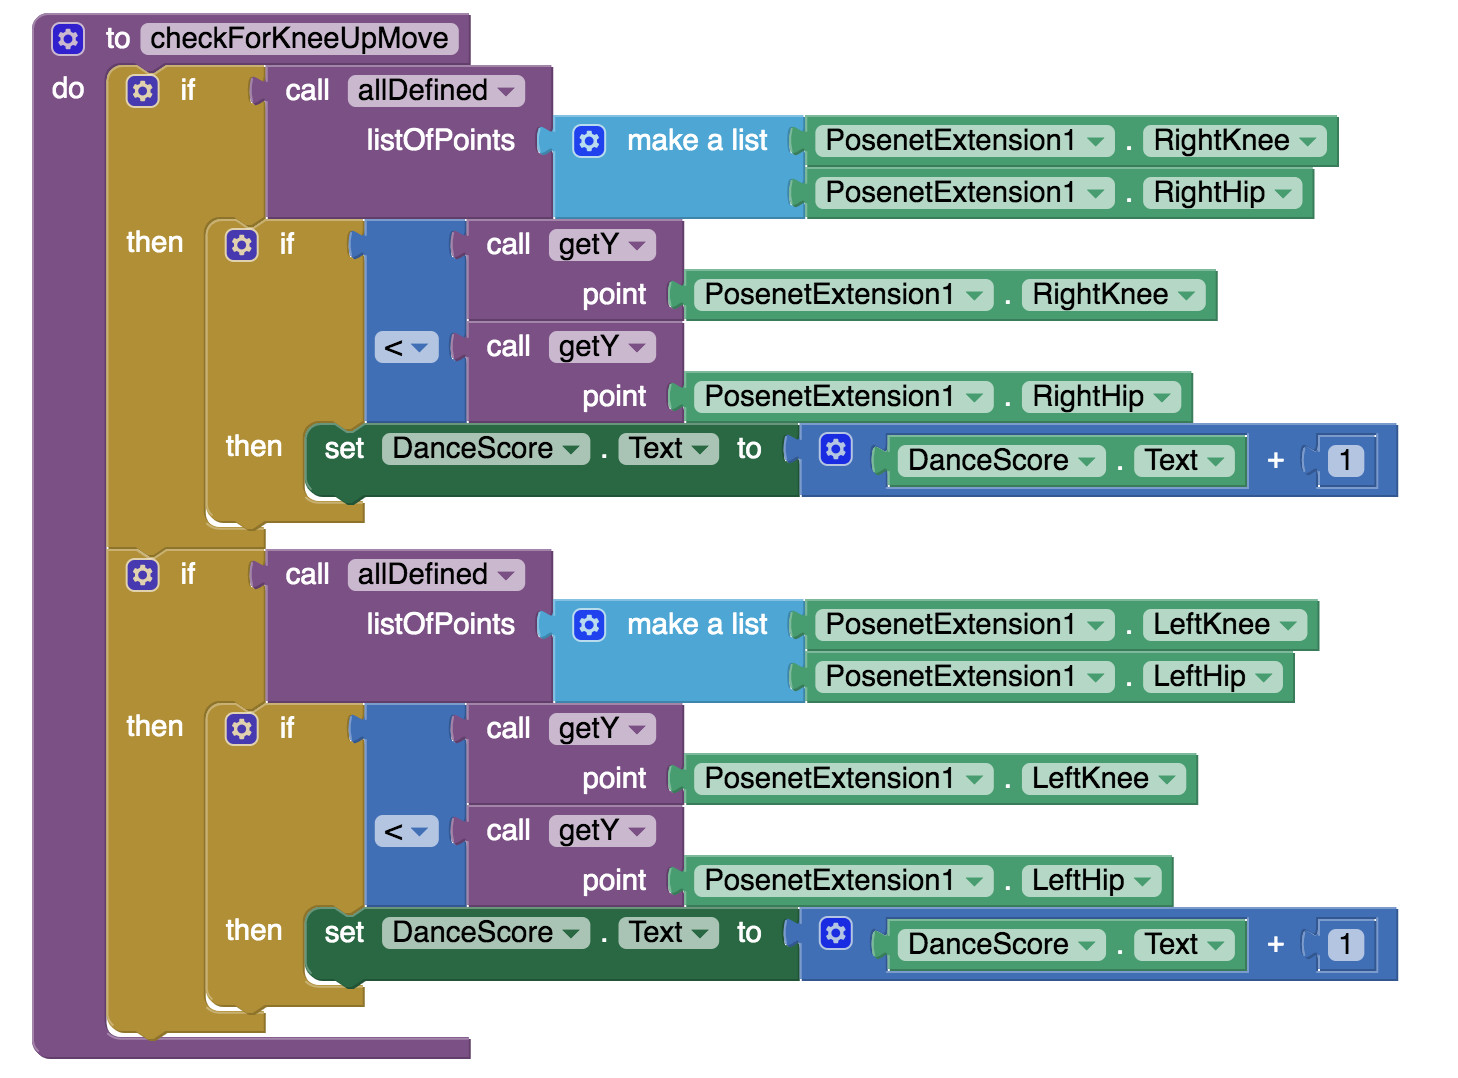 to checkForKneeUpMove
do if call allDefined
listOfPoints make a list PosenetExtension1 . RightKnee
PosenetExtension1 . RightHip
then if call getY
point PosenetExtension1 . RightKnee
< call getY
point PosenetExtension1 . RightHip
then set DanceScore . Text to DanceScore . Text + 1
if call allDefined
listOfPoints make a list PosenetExtension1 . LeftKnee
PosenetExtension1 . LeftHip
then if call getY
point PosenetExtension1 . LeftKnee
< call getY
point PosenetExtension1 . LeftHip
then set DanceScore . Text to DanceScore . Text + 1